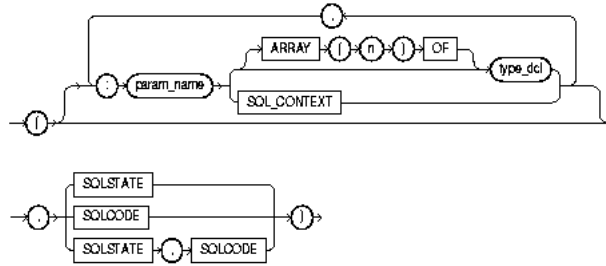 ,
ARRAY ( n ) OF
: param_name type_dcl
SQL_CONTEXT
(
SQLSTATE
, SQLCODE )
SQLSTATE , SQLCODE